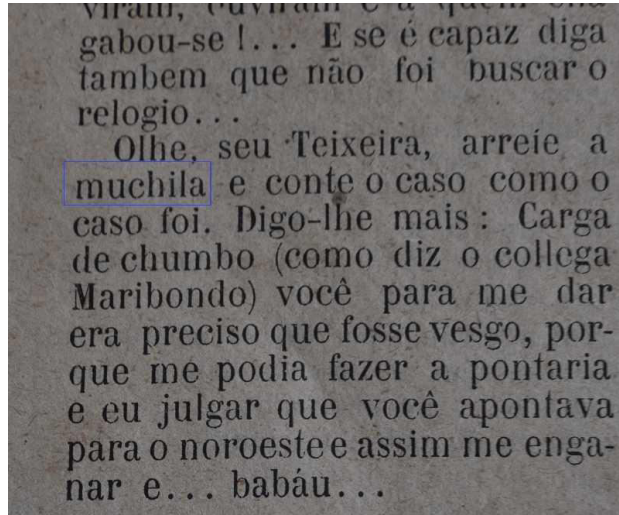 viram, ouviram e a quem
gabou-se !... E se é capaz diga
tambem que não foi buscar o
relogio...
Olhe, seu Teixeira, arreie a
muchila e conte o caso como o
caso foi. Digo-lhe mais : Carga
de chumbo (como diz o collega
Maribondo) você para me dar
era preciso que fosse vesgo, por-
que me podia fazer a pontaria
e eu julgar que você apontava
para o noroeste e assim me enga-
nar e... babáu...